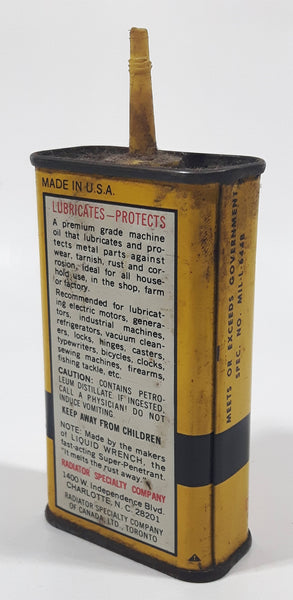 MADE IN U.S.A.
LUBRICATES—PROTECTS
A premium grade machine
oil that lubricates and pro-
tects metal parts against
wear, tarnish, rust and cor-
rosion. Ideal for all house-
hold use, in the shop, farm
or factory.
Recommended for lubricat-
ing electric motors, genera-
tors, industrial machines,
refrigerators, vacuum clean-
ers, locks, hinges, casters,
typewriters, bicycles, clocks,
sewing machines, firearms,
fishing tackle, etc.
CAUTION: CONTAINS PETRO-
LEUM DISTILLATE. IF INGESTED,
CALL A PHYSICIAN! DO NOT
INDUCE VOMITING.
KEEP AWAY FROM CHILDREN
NOTE: Made by the makers
of LIQUID WRENCH, the
fast-acting Super-Penetrant.
"It melts the rust away."
RADIATOR SPECIALTY COMPANY
1400 W. Independence Blvd.
CHARLOTTE, N. C. 28201
RADIATOR SPECIALTY COMPANY
OF CANADA, LTD., TORONTO
MEETS OR EXCEEDS GOVERNMENT
SPEC. NO. MIL-L-644B